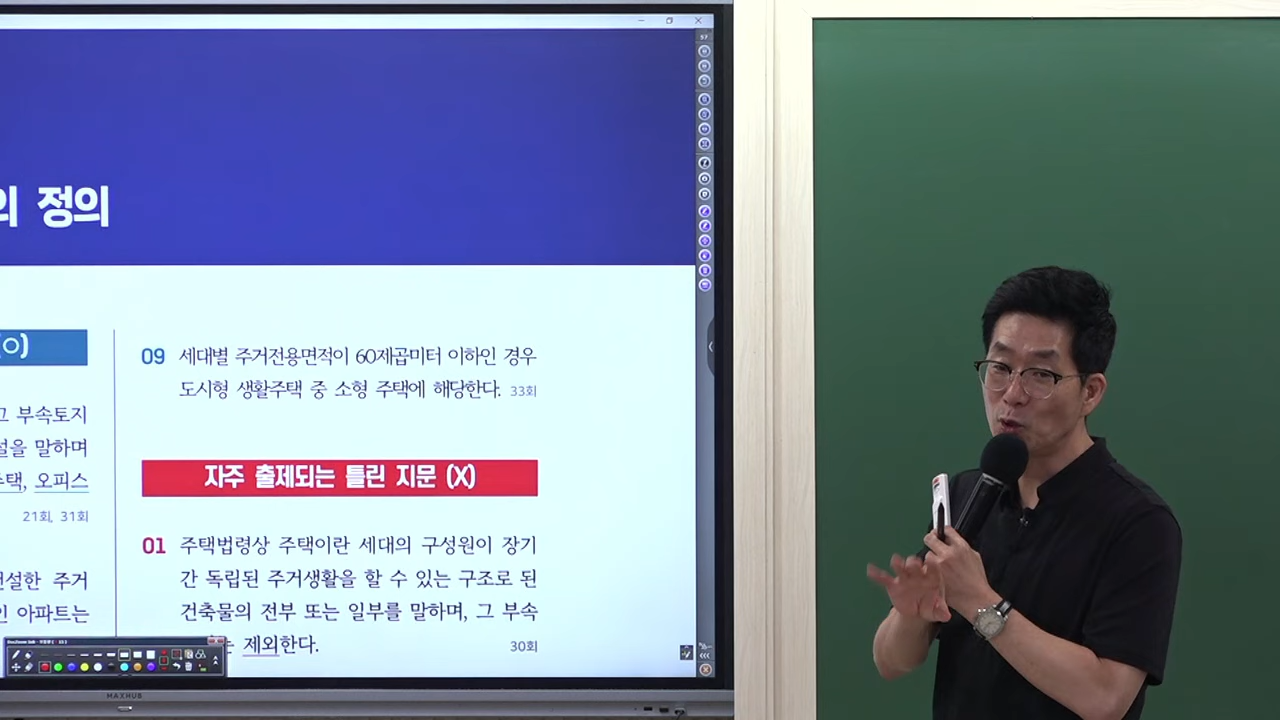 의 정의
(○)
그 부속토지
설을 말하며
주택, 오피스
21회, 31회
건설한 주거
인 아파트는
09 세대별 주거전용면적이 60제곱미터 이하인 경우
도시형 생활주택 중 소형 주택에 해당한다. 33회
자주 출제되는 틀린 지문 (X)
01 주택법령상 주택이란 세대의 구성원이 장기
간 독립된 주거생활을 할 수 있는 구조로 된
건축물의 전부 또는 일부를 말하며, 그 부속
는 제외한다. 30회
57
MAXHUB